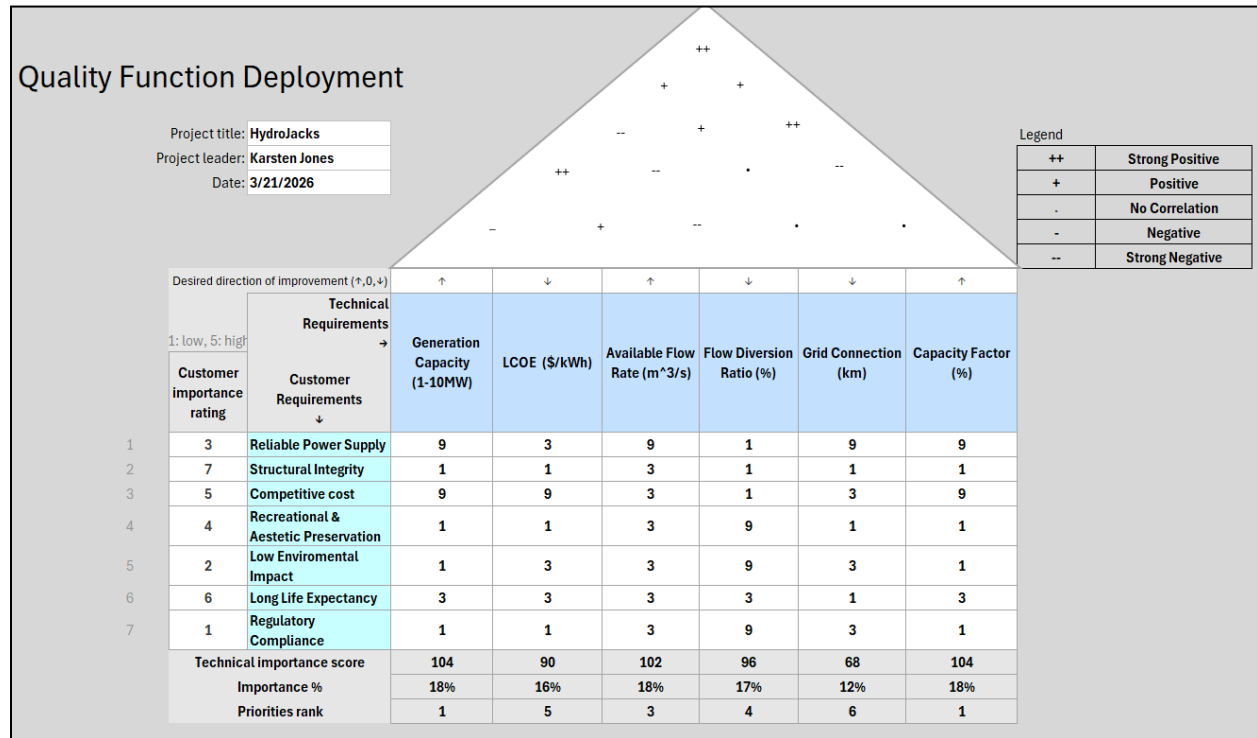 ++
Quality Function Deployment
+ +
-- + ++
Project title: HydroJacks
Legend
Project leader: Karsten Jones
++ Strong Positive
Date: 3/21/2026
+ Positive
++ -- • --
. No Correlation
- Negative
_ + -- • •
-- Strong Negative
Desired direction of improvement (↑,0,↓) ↑ ↓ ↑ ↓ ↓ ↑
1: low, 5: high
Customer
importance
rating
Technical
Requirements
→
Customer
Requirements
↓
Generation
Capacity
(1-10MW)
LCOE ($/kWh)
Available Flow
Rate (m^3/s)
Flow Diversion
Ratio (%)
Grid Connection
(km)
Capacity Factor
(%)
1 3 Reliable Power Supply 9 3 9 1 9 9
2 7 Structural Integrity 1 1 3 1 1 1
3 5 Competitive cost 9 9 3 1 3 9
4 4 Recreational &
Aestetic Preservation 1 1 3 9 1 1
5 2 Low Enviromental
Impact 1 3 3 9 3 1
6 6 Long Life Expectancy 3 3 3 3 1 3
7 1 Regulatory
Compliance 1 1 3 9 3 1
Technical importance score 104 90 102 96 68 104
Importance % 18% 16% 18% 17% 12% 18%
Priorities rank 1 5 3 4 6 1